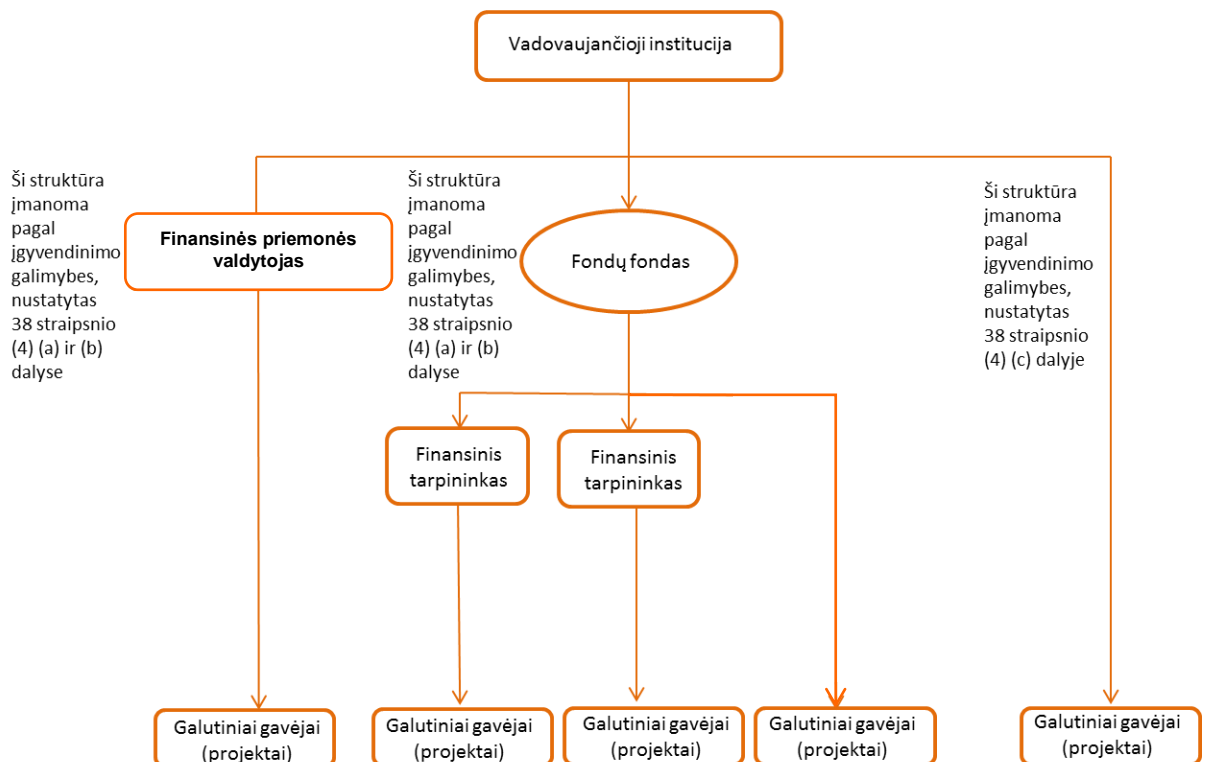 Vadovaujančioji institucija
Ši struktūra
įmanoma
pagal
įgyvendinimo
galimybes,
nustatytas
38 straipsnio
(4) (a) ir (b)
dalyse
Finansinės priemonės
valdytojas
Ši struktūra
įmanoma
pagal
įgyvendinimo
galimybes,
nustatytas
38 straipsnio
(4) (a) ir (b)
dalyse
Fondų fondas
Ši struktūra
įmanoma
pagal
įgyvendinimo
galimybes,
nustatytas
38 straipsnio
(4) (c) dalyje
Finansinis
tarpininkas
Finansinis
tarpininkas
Galutiniai gavėjai
(projektai)
Galutiniai gavėjai
(projektai)
Galutiniai gavėjai
(projektai)
Galutiniai gavėjai
(projektai)
Galutiniai gavėjai
(projektai)